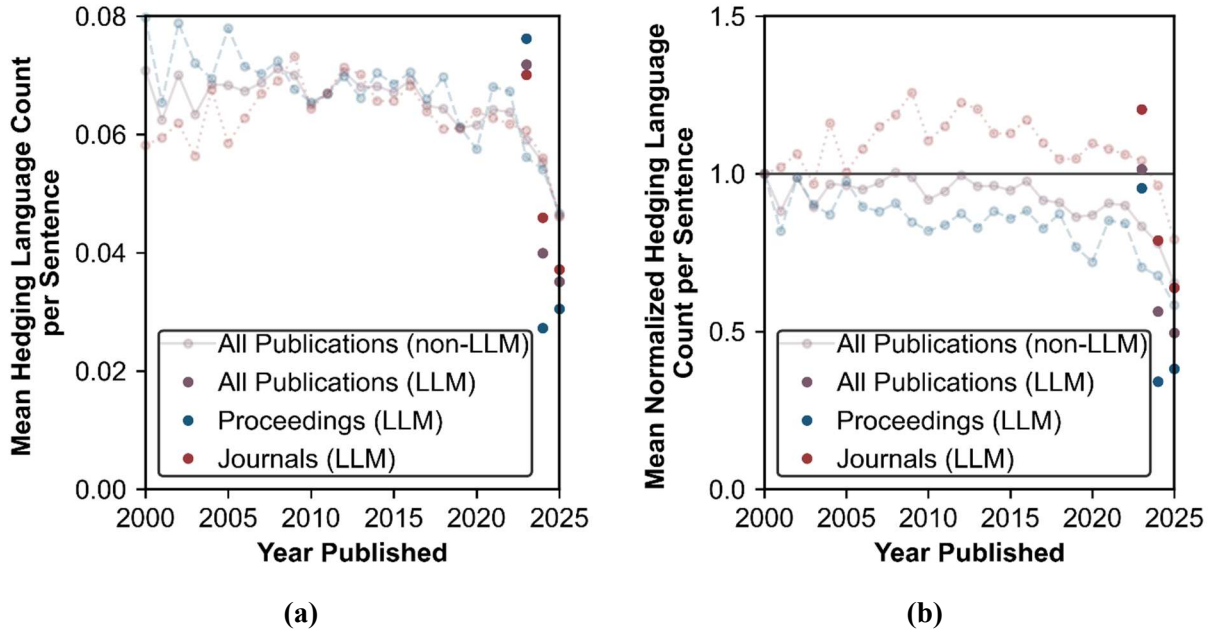 Mean Hedging Language Count
per Sentence
0.08
0.06
0.04
0.02
0.00
All Publications (non-LLM)
All Publications (LLM)
Proceedings (LLM)
Journals (LLM)
2000 2005 2010 2015 2020 2025
Year Published
(a)
Mean Normalized Hedging Language
Count per Sentence
1.5
1.0
0.5
0.0
All Publications (non-LLM)
All Publications (LLM)
Proceedings (LLM)
Journals (LLM)
2000 2005 2010 2015 2020 2025
Year Published
(b)